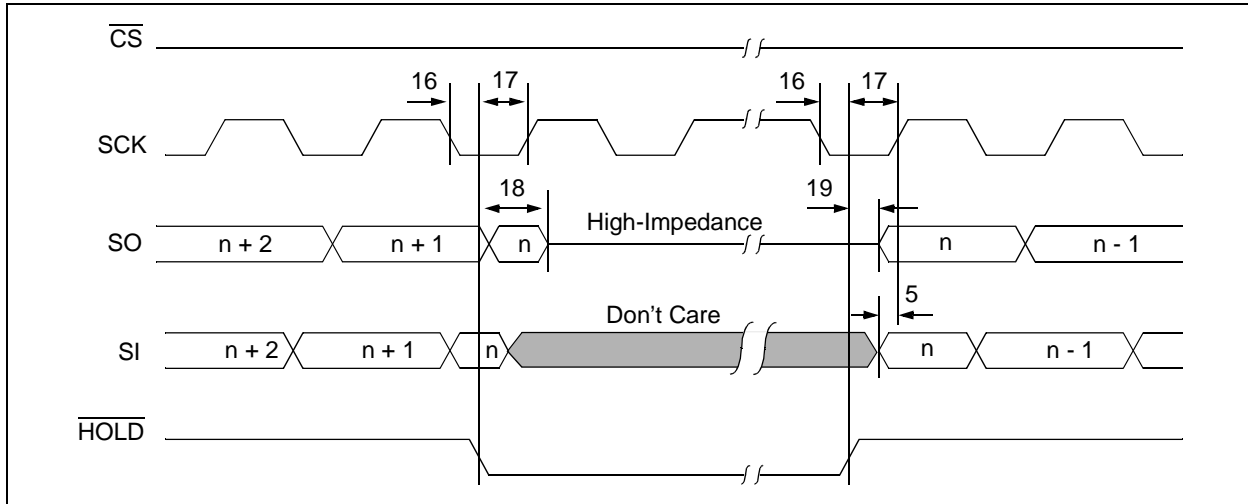 CS
16 17 16 17
SCK
18 19
High-Impedance
SO n + 2 n + 1 n n n - 1
5
Don't Care
SI n + 2 n + 1 n n n - 1
HOLD